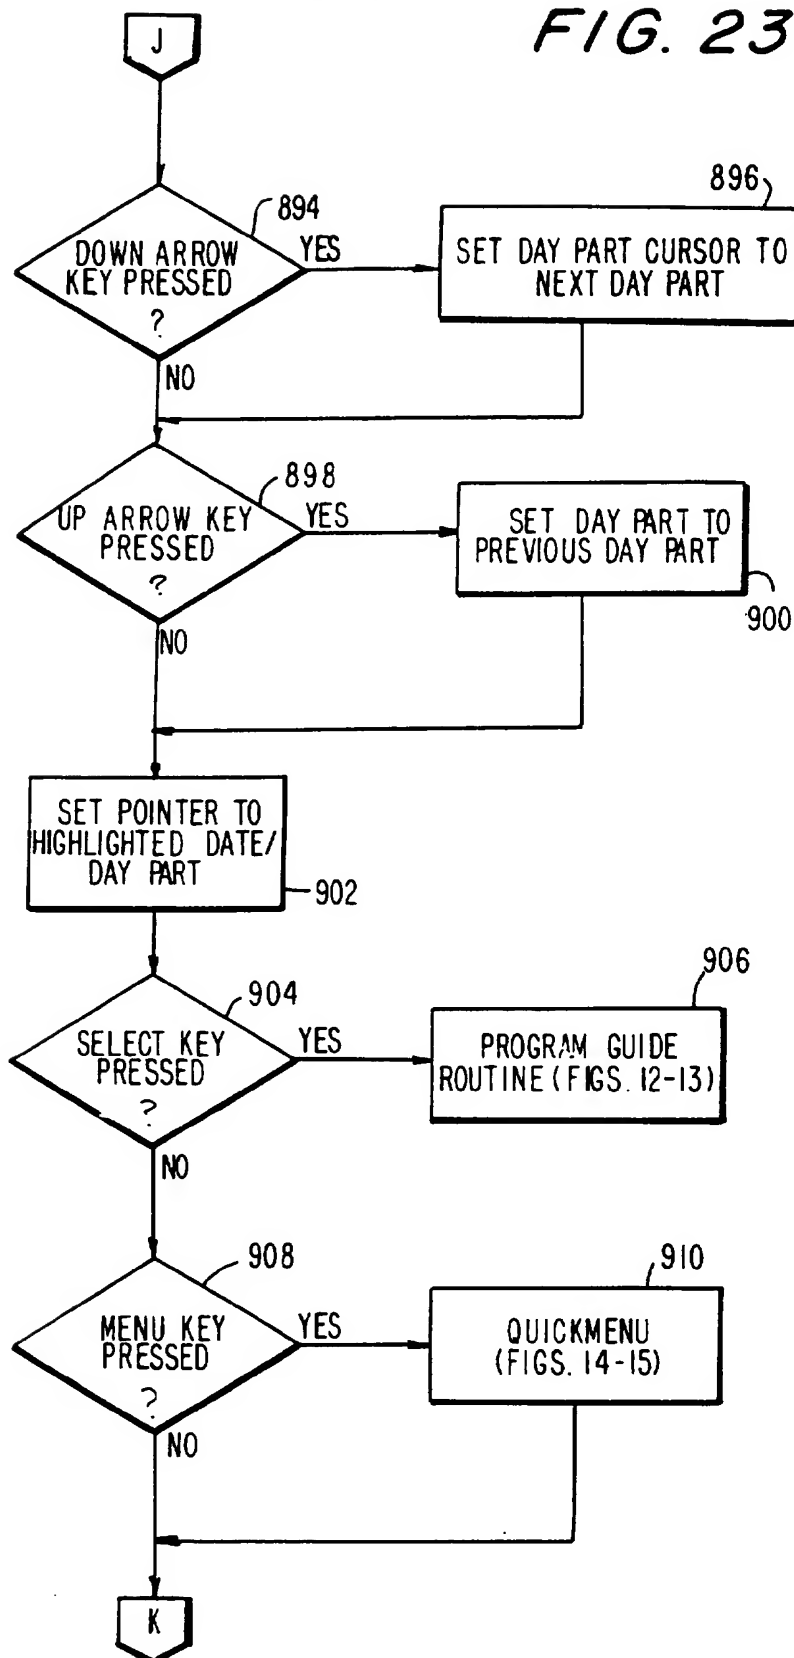 FIG. 23
J
894
DOWN ARROW
KEY PRESSED
?
YES
NO
896
SET DAY PART CURSOR TO
NEXT DAY PART
898
UP ARROW KEY
PRESSED
?
YES
NO
SET DAY PART TO
PREVIOUS DAY PART
900
SET POINTER TO
HIGHLIGHTED DATE/
DAY PART
902
904
SELECT KEY
PRESSED
?
YES
NO
906
PROGRAM GUIDE
ROUTINE (FIGS. 12-13)
908
MENU KEY
PRESSED
?
YES
NO
910
QUICKMENU
(FIGS. 14-15)
K